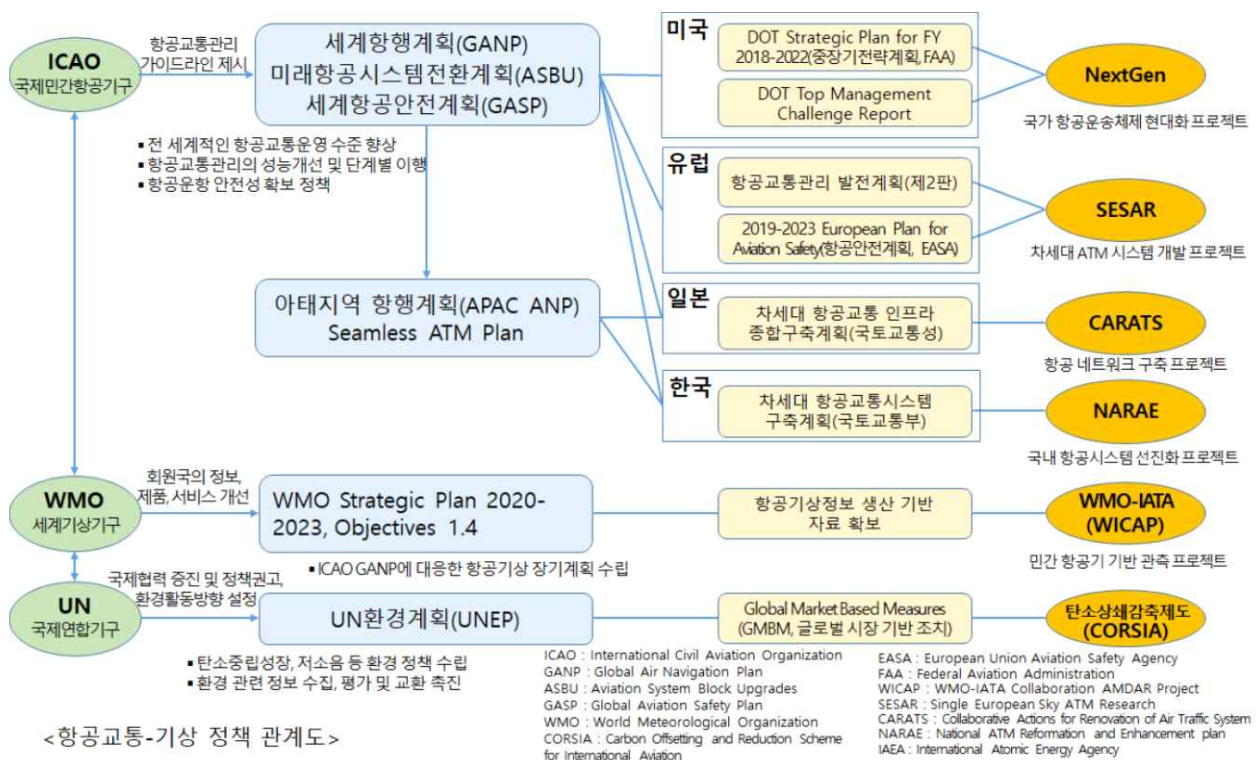 ICAO
국제민간항공기구
항공교통관리
가이드라인 제시
세계항행계획(GANP)
미래항공시스템전환계획(ASBU)
세계항공안전계획(GASP)
▪ 전 세계적인 항공교통운영 수준 향상
▪ 항공교통관리의 성능개선 및 단계별 이행
▪ 항공운항 안전성 확보 정책
아태지역 항행계획(APAC ANP)
Seamless ATM Plan
미국
DOT Strategic Plan for FY
2018-2022(중장기전략계획,FAA)
DOT Top Management
Challenge Report
NextGen
국가 항공운송체제 현대화 프로젝트
유럽
항공교통관리 발전계획(제2판)
2019-2023 European Plan for
Aviation Safety(항공안전계획, EASA)
SESAR
차세대 ATM 시스템 개발 프로젝트
일본
차세대 항공교통 인프라
종합구축계획(국토교통성)
CARATS
항공 네트워크 구축 프로젝트
한국
차세대 항공교통시스템
구축계획(국토교통부)
NARAE
국내 항공시스템 선진화 프로젝트
WMO
세계기상기구
회원국의 정보,
제품, 서비스 개선
WMO Strategic Plan 2020-
2023, Objectives 1.4
▪ ICAO GANP에 대응한 항공기상 장기계획 수립
항공기상정보 생산 기반
자료 확보
WMO-IATA
(WICAP)
민간 항공기 기반 관측 프로젝트
UN
국제연합기구
국제협력 증진 및 정책권고,
환경활동방향 설정
UN환경계획(UNEP)
▪ 탄소중립성장, 저소음 등 환경 정책 수립
▪ 환경 관련 정보 수집, 평가 및 교환 촉진
Global Market Based Measures
(GMBM, 글로벌 시장 기반 조치)
탄소상쇄감축제도
(CORSIA)
ICAO : International Civil Aviation Organization
GANP : Global Air Navigation Plan
ASBU : Aviation System Block Upgrades
GASP : Global Aviation Safety Plan
WMO : World Meteorological Organization
CORSIA : Carbon Offsetting and Reduction Scheme
for International Aviation
EASA : European Union Aviation Safety Agency
FAA : Federal Aviation Administration
WICAP : WMO-IATA Collaboration AMDAR Project
SESAR : Single European Sky ATM Research
CARATS : Collaborative Actions for Renovation of Air Traffic System
NARAE : National ATM Reformation and Enhancement plan
IAEA : International Atomic Energy Agency
<항공교통-기상 정책 관계도>